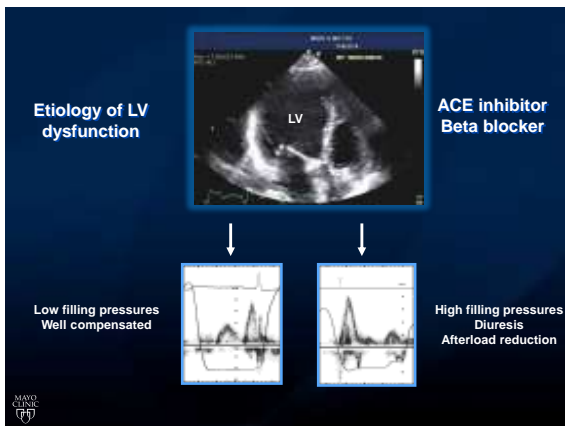 Etiology of LV
dysfunction
LV
ACE inhibitor
Beta blocker
Low filling pressures
Well compensated
High filling pressures
Diuresis
Afterload reduction
MAYO
CLINIC